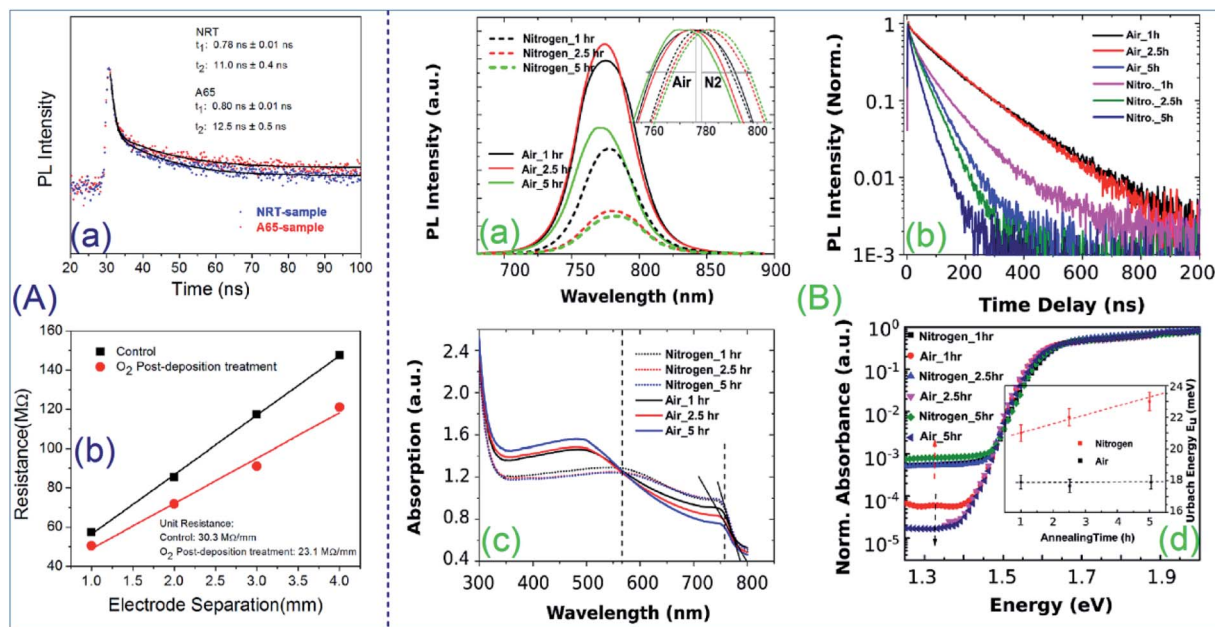 (A)
PL Intensity
NRT
t1: 0.78 ns ± 0.01 ns
t2: 11.0 ns ± 0.4 ns
A65
t1: 0.80 ns ± 0.01 ns
t2: 12.5 ns ± 0.5 ns
NRT-sample
A65-sample
(a)
20 30 40 50 60 70 80 90 100
Time (ns)
Resistance(MΩ)
160
140
120
100
80
60
40
Control
O2 Post-deposition treatment
(b)
Unit Resistance:
Control: 30.3 MΩ/mm
O2 Post-deposition treatment: 23.1 MΩ/mm
1.0 1.5 2.0 2.5 3.0 3.5 4.0
Electrode Separation(mm)
(B)
PL Intensity (a.u.)
Nitrogen_1 hr
Nitrogen_2.5 hr
Nitrogen_5 hr
Air N2
760 780 800
Air_1 hr
Air_2.5 hr
Air_5 hr
(a)
700 750 800 850 900
Wavelength (nm)
PL Intensity (Norm.)
1
0.1
0.01
1E-3
Air_1h
Air_2.5h
Air_5h
Nitro._1h
Nitro._2.5h
Nitro._5h
(b)
0 200 400 600 800 200
Time Delay (ns)
Absorption (a.u.)
2.4
2.0
1.6
1.2
0.8
0.4
Nitrogen_1 hr
Nitrogen_2.5 hr
Nitrogen_5 hr
Air_1 hr
Air_2.5 hr
Air_5 hr
(c)
300 400 500 600 700 800
Wavelength (nm)
Norm. Absorbance (a.u.)
10^0
10^-1
10^-2
10^-3
10^-4
10^-5
Nitrogen_1hr
Air_1hr
Nitrogen_2.5hr
Air_2.5hr
Nitrogen_5hr
Air_5hr
Nitrogen
Air
24
22
20
18
16
Urbach Energy Eu (meV)
1 2 3 4 5
AnnealingTime (h)
(d)
1.3 1.5 1.7 1.9
Energy (eV)